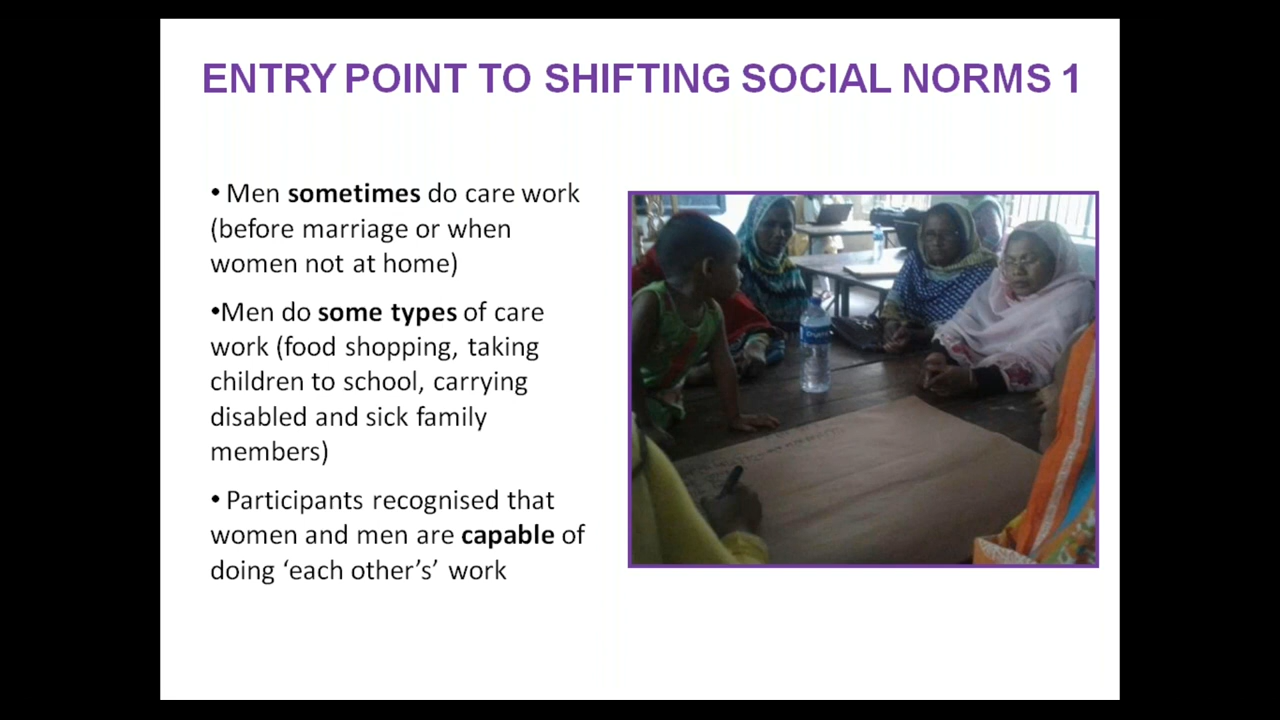 ENTRY POINT TO SHIFTING SOCIAL NORMS 1
• Men sometimes do care work
(before marriage or when
women not at home)
•Men do some types of care
work (food shopping, taking
children to school, carrying
disabled and sick family
members)
• Participants recognised that
women and men are capable of
doing ‘each other’s’ work